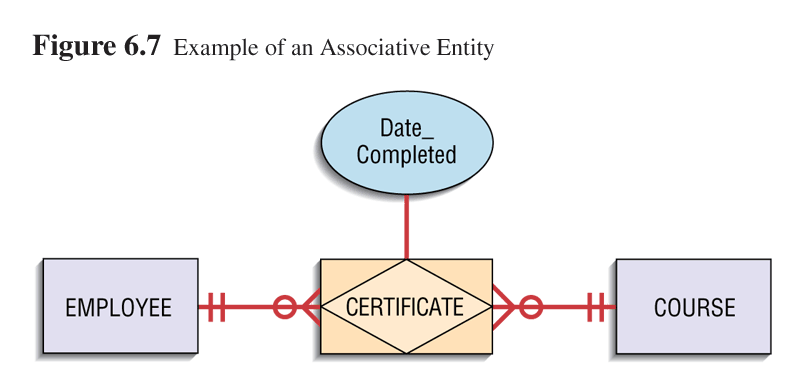 Figure 6.7 Example of an Associative Entity
Date_
Completed
EMPLOYEE
CERTIFICATE
COURSE